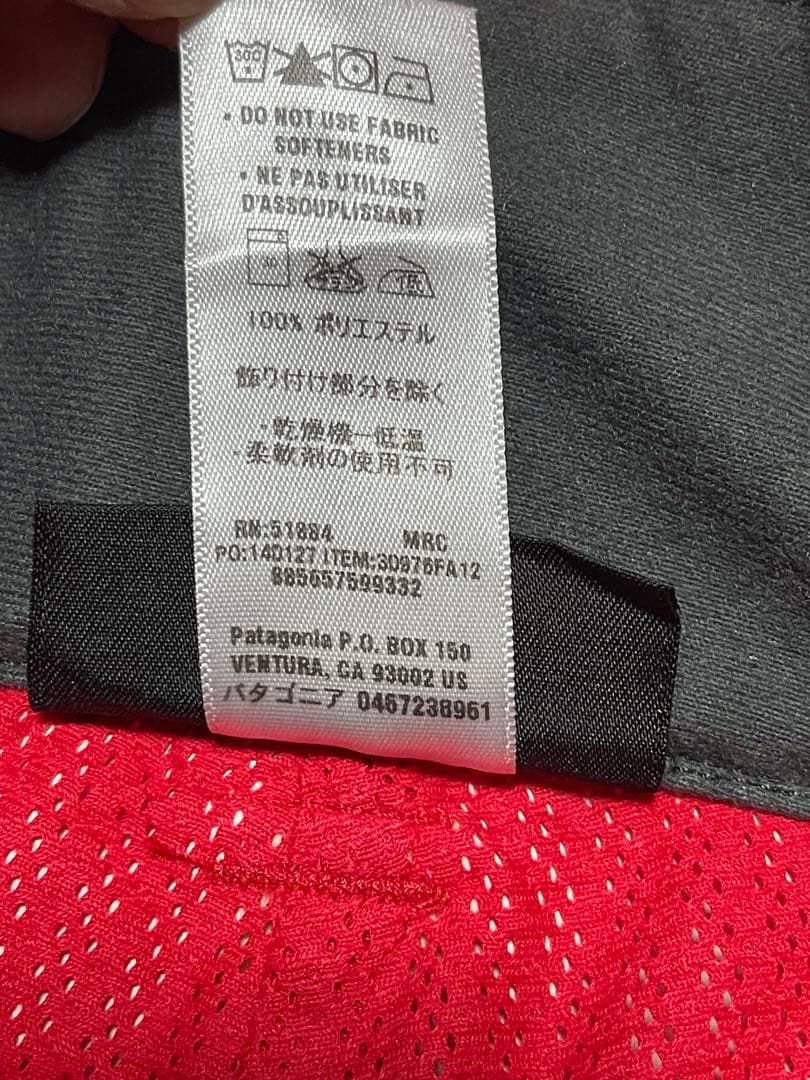 • DO NOT USE FABRIC
SOFTENERS
• NE PAS UTILISER
D'ASSOUPLISSANT
100% ポリエステル
飾り付け部分を除く
・乾燥機ー低温
・柔軟剤の使用不可
RN:51884 MRC
PO:140127 ITEM:30976FA12
885657599332
Patagonia P.O. BOX 150
VENTURA, CA 93002 US
パタゴニア 0467238961